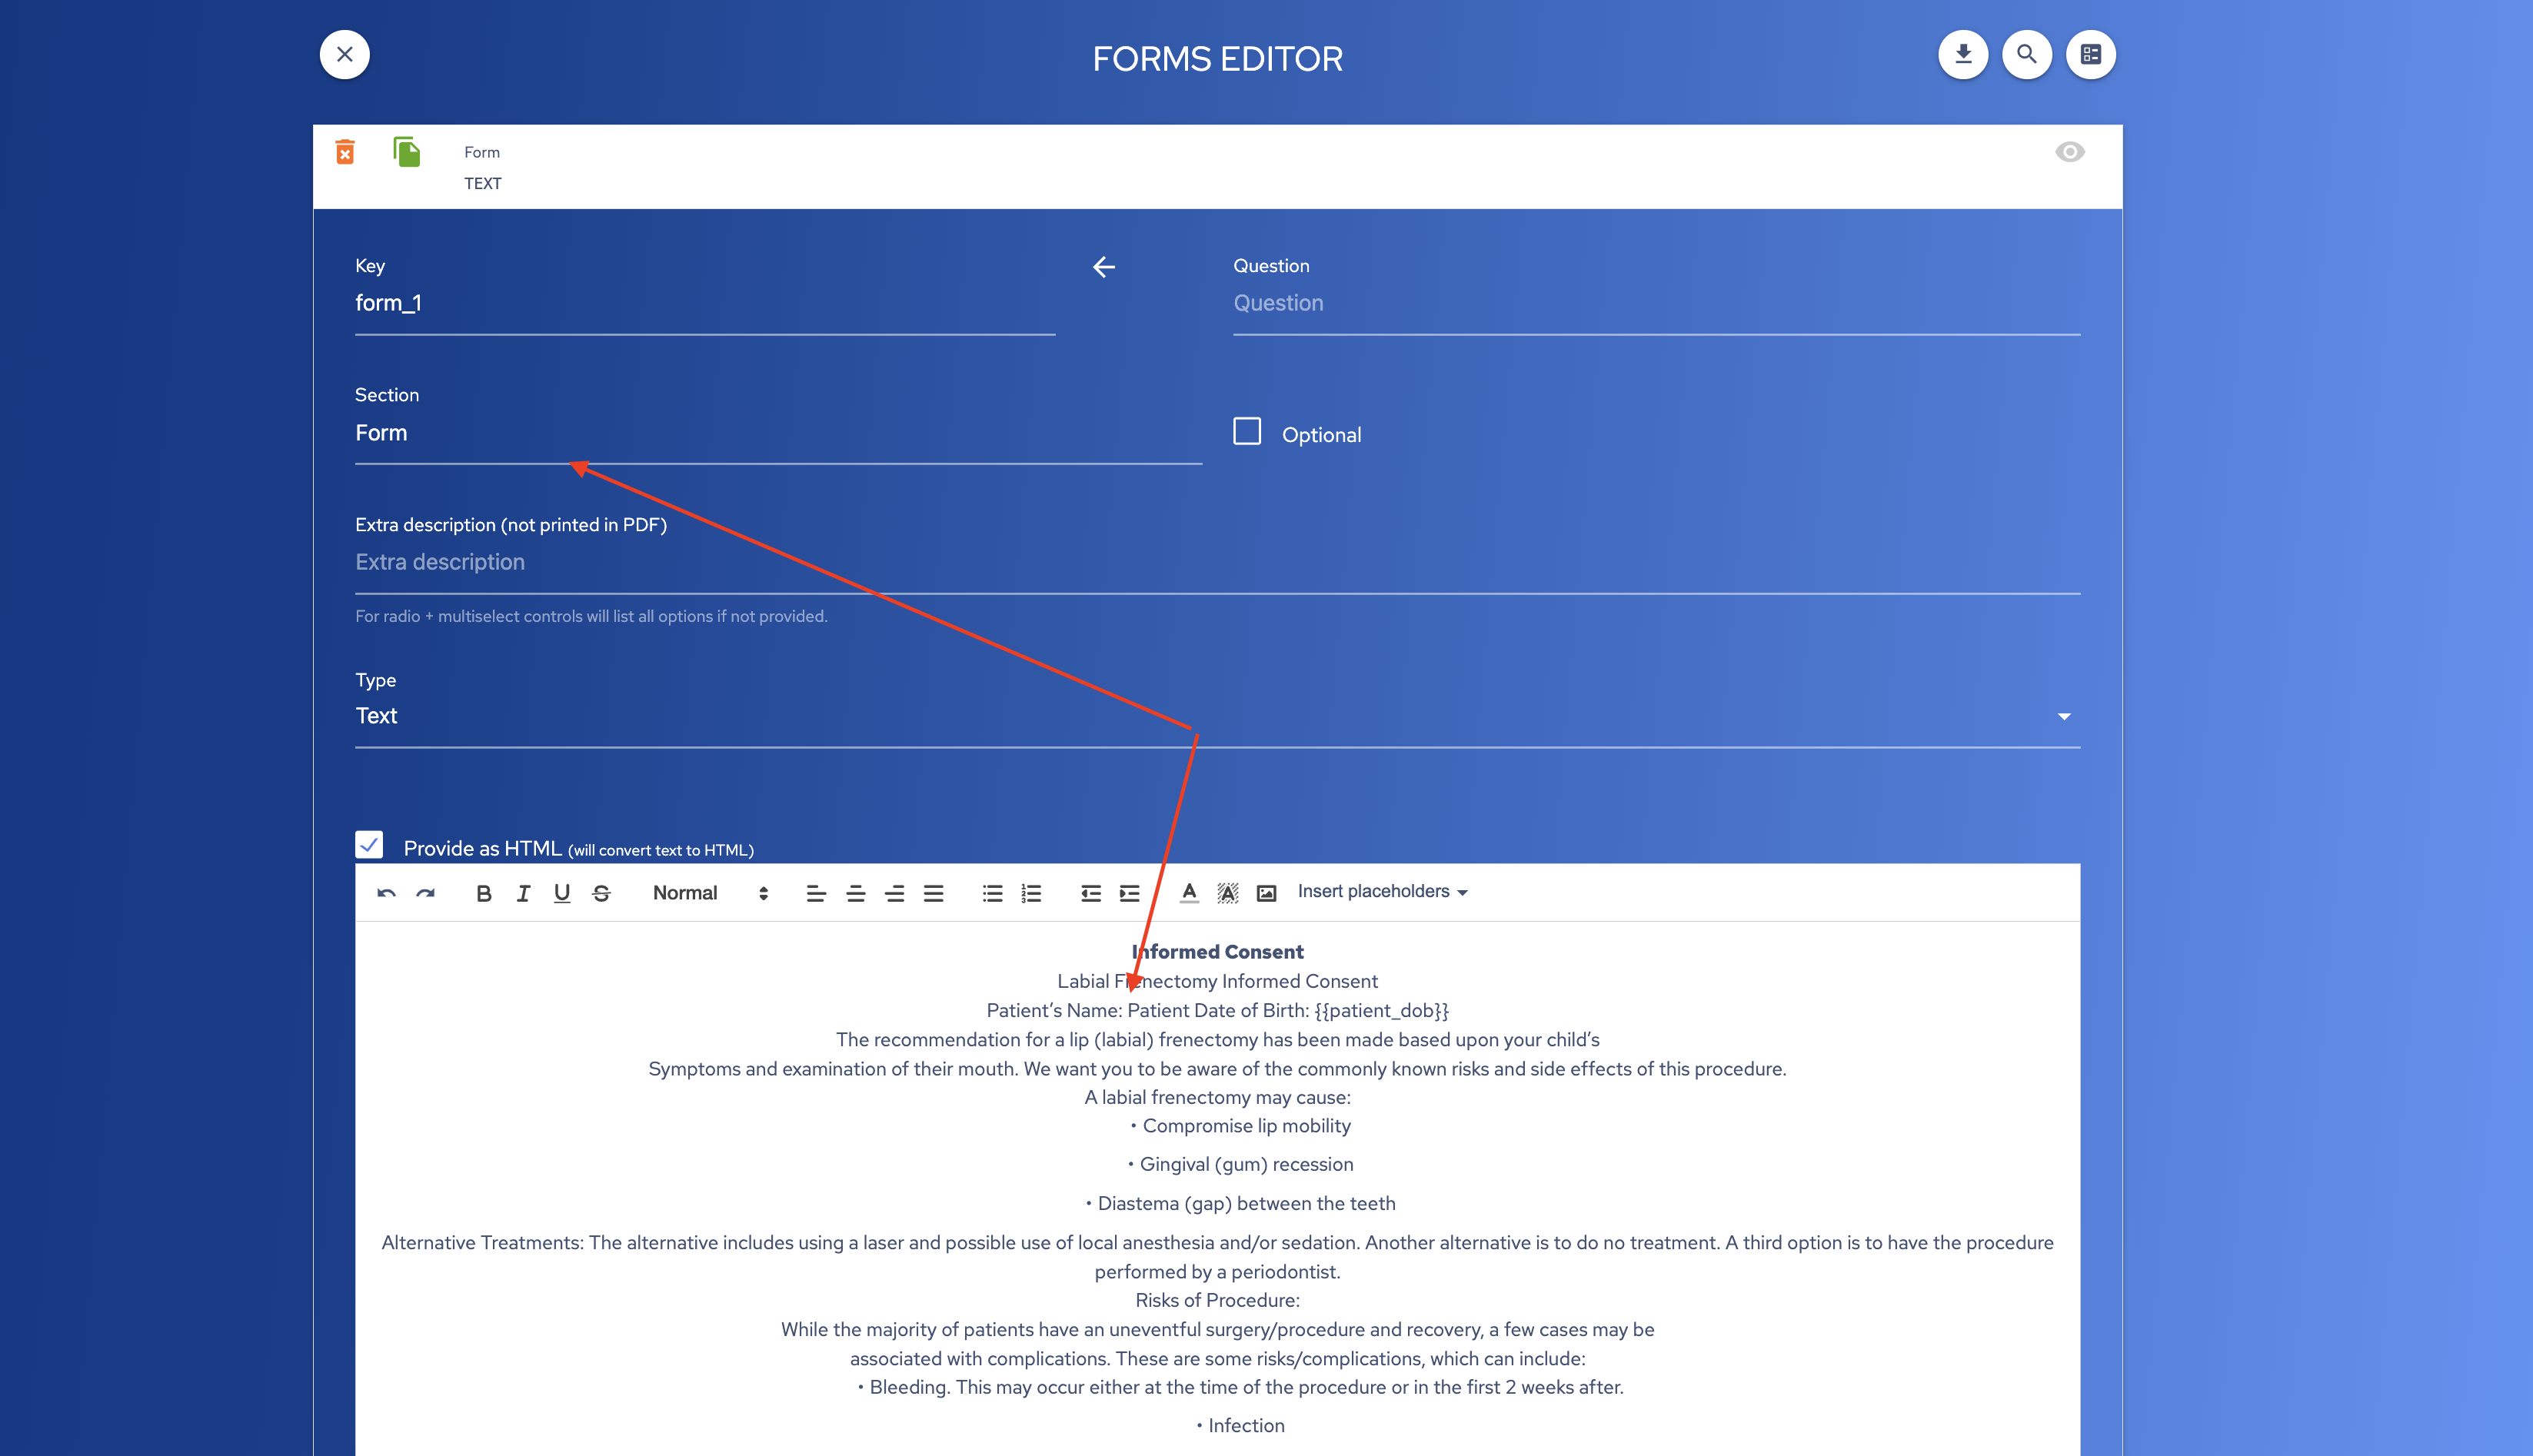 FORMS EDITOR
Form
TEXT
Key
form_1
Question
Question
Section
Form
Optional
Extra description (not printed in PDF)
Extra description
For radio + multiselect controls will list all options if not provided.
Type
Text
Provide as HTML (will convert text to HTML)
Normal
Insert placeholders
Informed Consent
Labial Frenectomy Informed Consent
Patient’s Name: Patient Date of Birth: {{patient_dob}}
The recommendation for a lip (labial) frenectomy has been made based upon your child’s
Symptoms and examination of their mouth. We want you to be aware of the commonly known risks and side effects of this procedure.
A labial frenectomy may cause:
• Compromise lip mobility
• Gingival (gum) recession
• Diastema (gap) between the teeth
Alternative Treatments: The alternative includes using a laser and possible use of local anesthesia and/or sedation. Another alternative is to do no treatment. A third option is to have the procedure
performed by a periodontist.
Risks of Procedure:
While the majority of patients have an uneventful surgery/procedure and recovery, a few cases may be
associated with complications. These are some risks/complications, which can include:
• Bleeding. This may occur either at the time of the procedure or in the first 2 weeks after.
• Infection